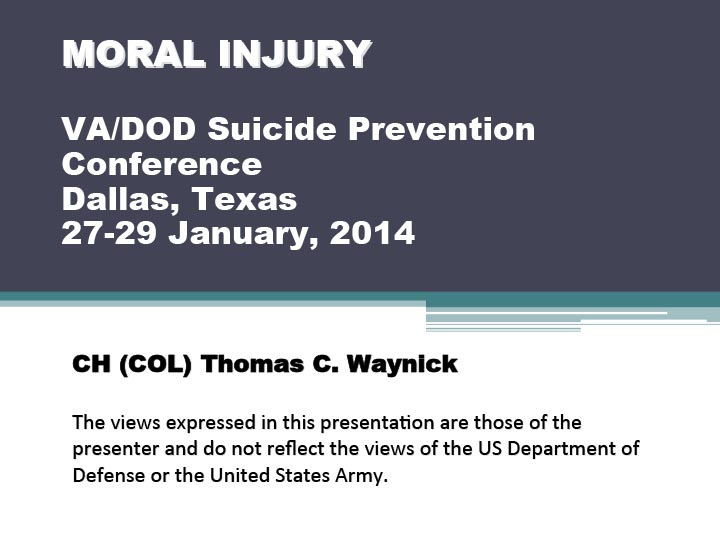 MORAL INJURY
VA/DOD Suicide Prevention
Conference
Dallas, Texas
27-29 January, 2014
CH (COL) Thomas C. Waynick
The views expressed in this presentation are those of the
presenter and do not reflect the views of the US Department of
Defense or the United States Army.